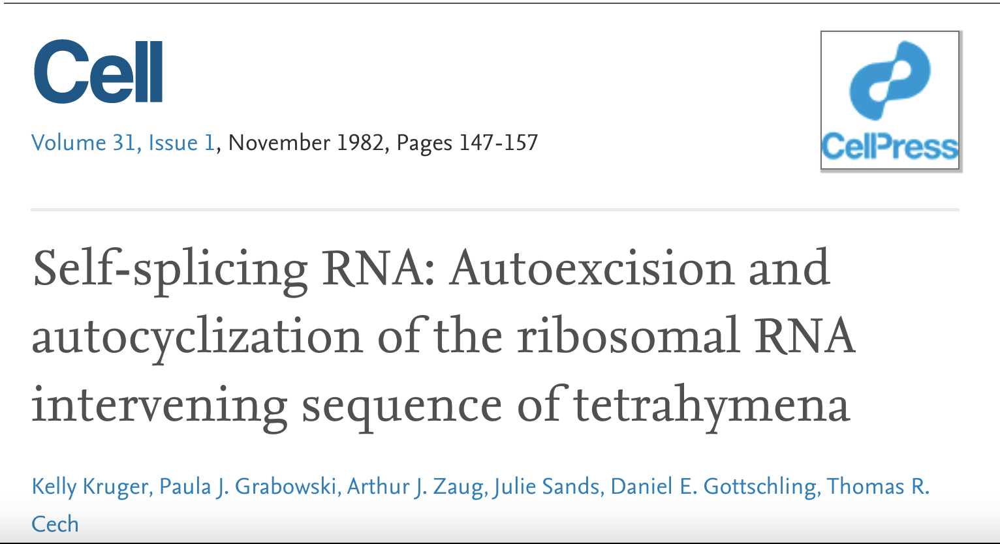 Cell
CellPress
Volume 31, Issue 1, November 1982, Pages 147-157
Self-splicing RNA: Autoexcision and
autocyclization of the ribosomal RNA
intervening sequence of tetrahymena
Kelly Kruger, Paula J. Grabowski, Arthur J. Zaug, Julie Sands, Daniel E. Gottschling, Thomas R.
Cech